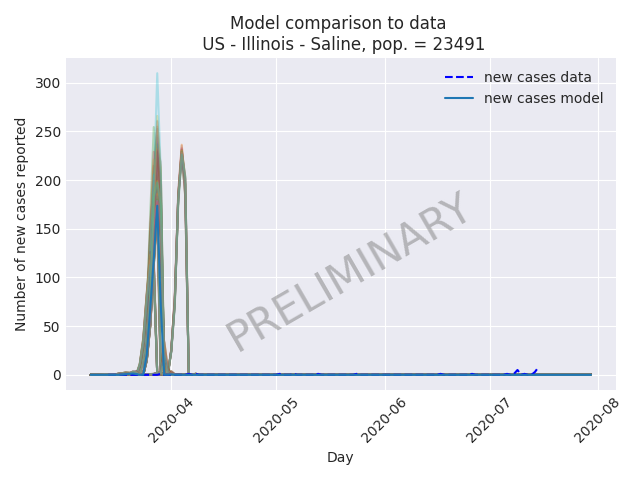 Model comparison to data
US - Illinois - Saline, pop. = 23491
new cases data
new cases model
Number of new cases reported
300
250
200
150
100
50
0
PRELIMINARY
2020-04
2020-05
2020-06
2020-07
2020-08
Day